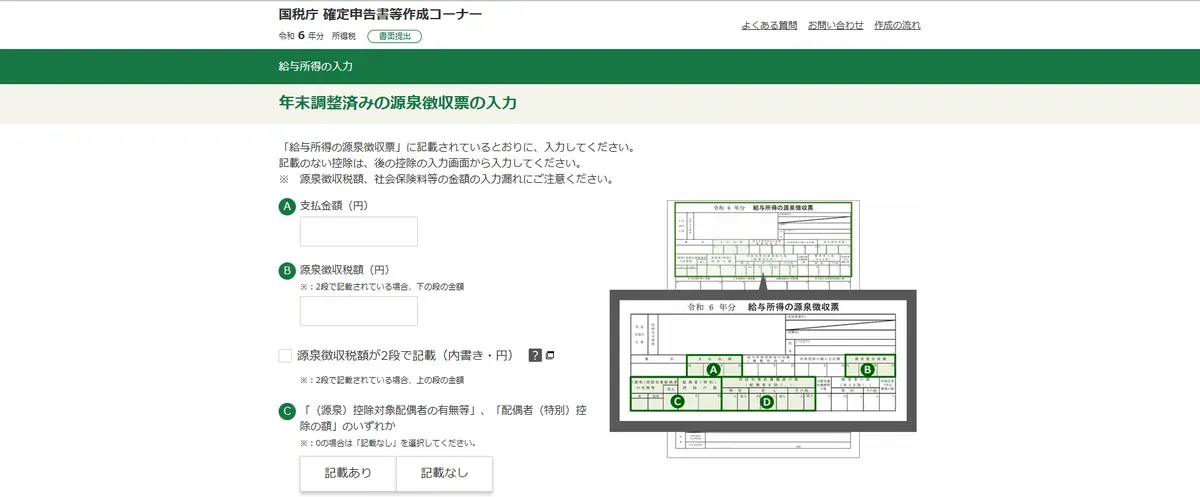 国税庁 確定申告書等作成コーナー
令和 6 年分 所得税 書面提出
よくある質問 お問い合わせ 作成の流れ
給与所得の入力
年末調整済みの源泉徴収票の入力
「給与所得の源泉徴収票」に記載されているとおりに、入力してください。
記載のない控除は、後の控除の入力画面から入力してください。
※ 源泉徴収税額、社会保険料等の金額の入力漏れにご注意ください。
A 支払金額（円）
B 源泉徴収税額（円）
※：2段で記載されている場合、下の段の金額
源泉徴収税額が2段で記載（内書き・円） ?
※：2段で記載されている場合、上の段の金額
C 「（源泉）控除対象配偶者の有無等」、「配偶者（特別）控
除の額」のいずれか
※：0の場合は「記載なし」を選択してください。
記載あり 記載なし
令和 6 年分 給与所得の源泉徴収票
令和 6 年分 給与所得の源泉徴収票
A
B
C
D